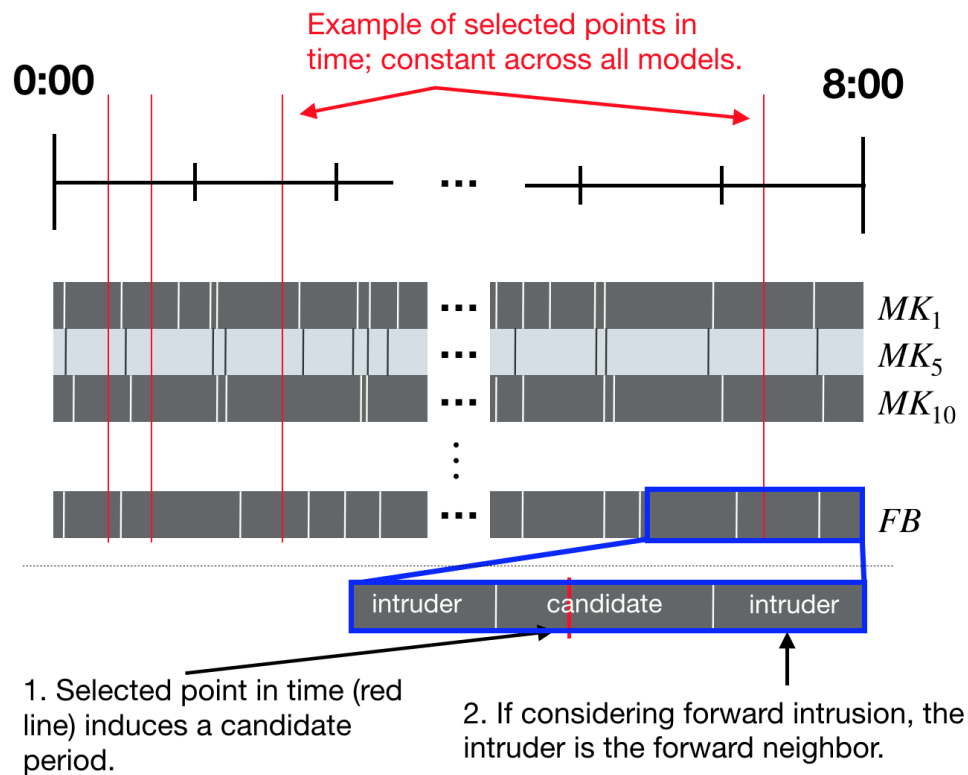 Example of selected points in
time; constant across all models.
0:00
8:00
...
... MK₁
... MK₅
... MK₁₀
⋮
... FB
intruder candidate intruder
1. Selected point in time (red
line) induces a candidate
period.
2. If considering forward intrusion, the
intruder is the forward neighbor.